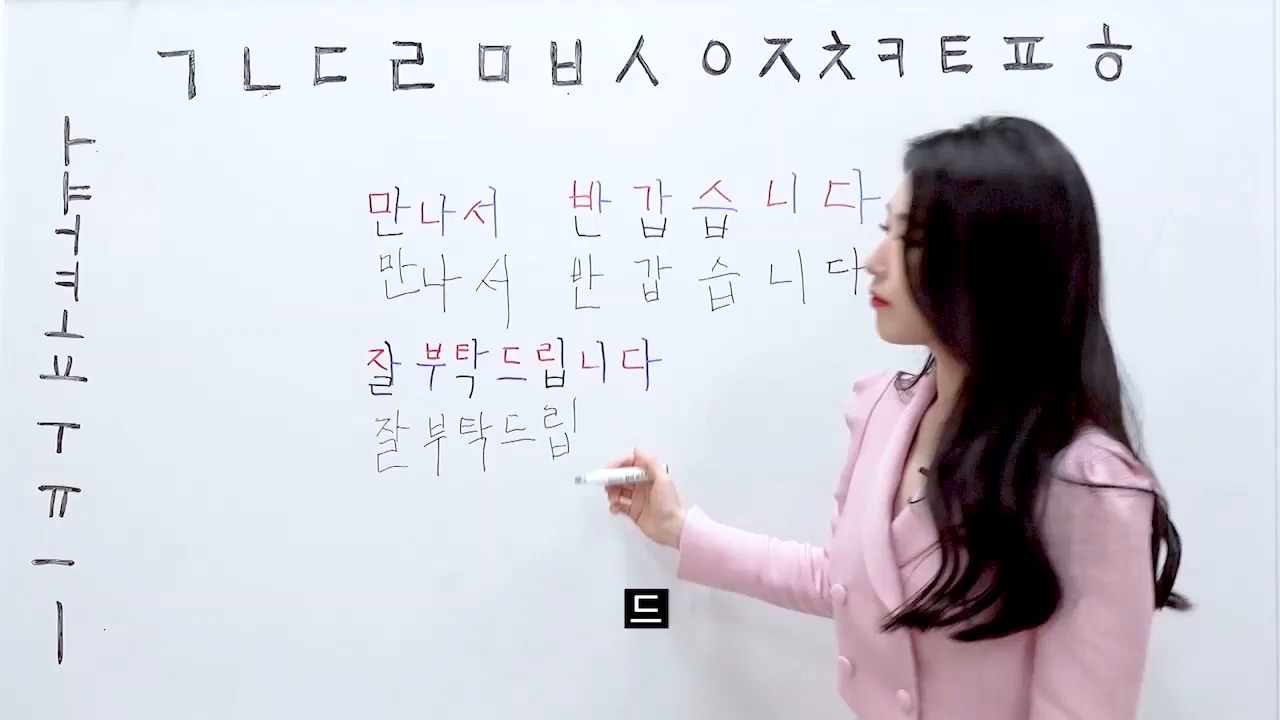 ㄱ ㄴ ㄷ ㄹ ㅁ ㅂ ㅅ ㅇ ㅈ ㅊ ㅋ ㅌ ㅍ ㅎ
ㅏ
ㅑ
ㅓ
ㅕ
ㅗ
ㅛ
ㅜ
ㅠ
ㅡ
ㅣ
만나서 반갑습니다
만나서 반갑습니다
잘 부탁드립니다
잘 부탁드립
드